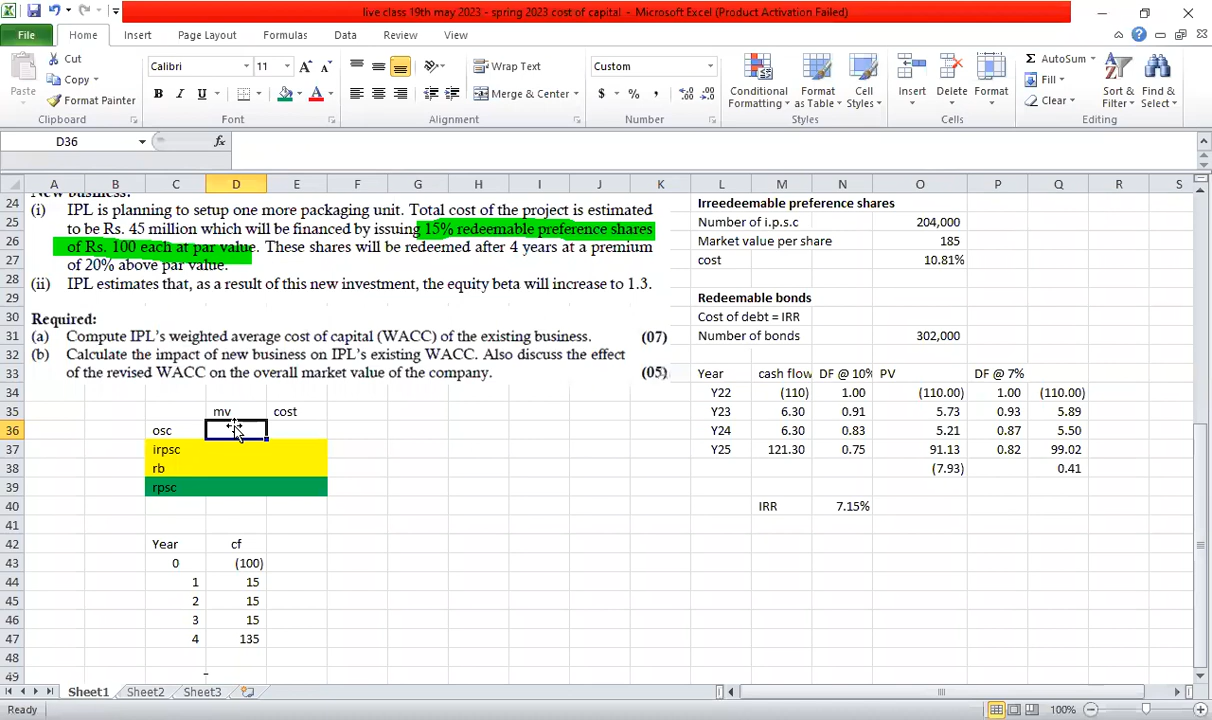 live class 19th may 2023 - spring 2023 cost of capital - Microsoft Excel (Product Activation Failed)
File Home Insert Page Layout Formulas Data Review View
Paste Cut Copy Format Painter Clipboard
Calibri 11 A A B I U A Font
Wrap Text Merge & Center Alignment
Custom $ % , Number
Conditional Formatting Format as Table Cell Styles Styles
Insert Delete Format Cells
AutoSum Fill Clear Sort & Filter Find & Select Editing
D36 fx
A B C D E F G H I J K L M N O P Q R S
24 New business: Irreedeemable preference shares
25 (i) IPL is planning to setup one more packaging unit. Total cost of the project is estimated Number of i.p.s.c 204,000
26 to be Rs. 45 million which will be financed by issuing 15% redeemable preference shares Market value per share 185
27 of Rs. 100 each at par value. These shares will be redeemed after 4 years at a premium cost 10.81%
28 of 20% above par value.
29 (ii) IPL estimates that, as a result of this new investment, the equity beta will increase to 1.3. Redeemable bonds
30 Required: Cost of debt = IRR
31 (a) Compute IPL's weighted average cost of capital (WACC) of the existing business. (07) Number of bonds 302,000
32 (b) Calculate the impact of new business on IPL's existing WACC. Also discuss the effect
33 of the revised WACC on the overall market value of the company. (05) Year cash flow DF @ 10% PV DF @ 7%
34 Y22 (110) 1.00 (110.00) 1.00 (110.00)
35 mv cost Y23 6.30 0.91 5.73 0.93 5.89
36 osc Y24 6.30 0.83 5.21 0.87 5.50
37 irpsc Y25 121.30 0.75 91.13 0.82 99.02
38 rb (7.93) 0.41
39 rpsc
40 IRR 7.15%
41
42 Year cf
43 0 (100)
44 1 15
45 2 15
46 3 15
47 4 135
48
49
Sheet1 Sheet2 Sheet3
Ready 100%